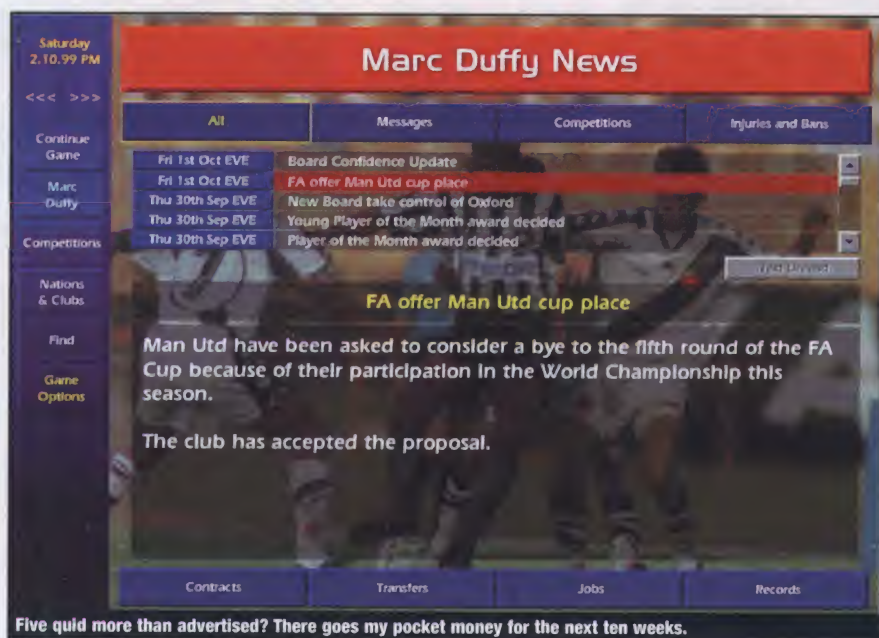 Saturday
2.10.99 PM
<<< >>>
Continue
Game
Marc
Duffy
Competitions
Nations
& Clubs
Find
Game
Options
Marc Duffy News
All Messages Competitions Injuries and Bans
Fri 1st Oct EVE Board Confidence Update
Fri 1st Oct EVE FA offer Man Utd cup place
Thu 30th Sep EVE New Board take control of Oxford
Thu 30th Sep EVE Young Player of the Month award decided
Thu 30th Sep EVE Player of the Month award decided
FA offer Man Utd cup place
Man Utd have been asked to consider a bye to the fifth round of the FA
Cup because of their participation in the World Championship this
season.
The club has accepted the proposal.
Contracts Transfers Jobs Records
Five quid more than advertised? There goes my pocket money for the next ten weeks.